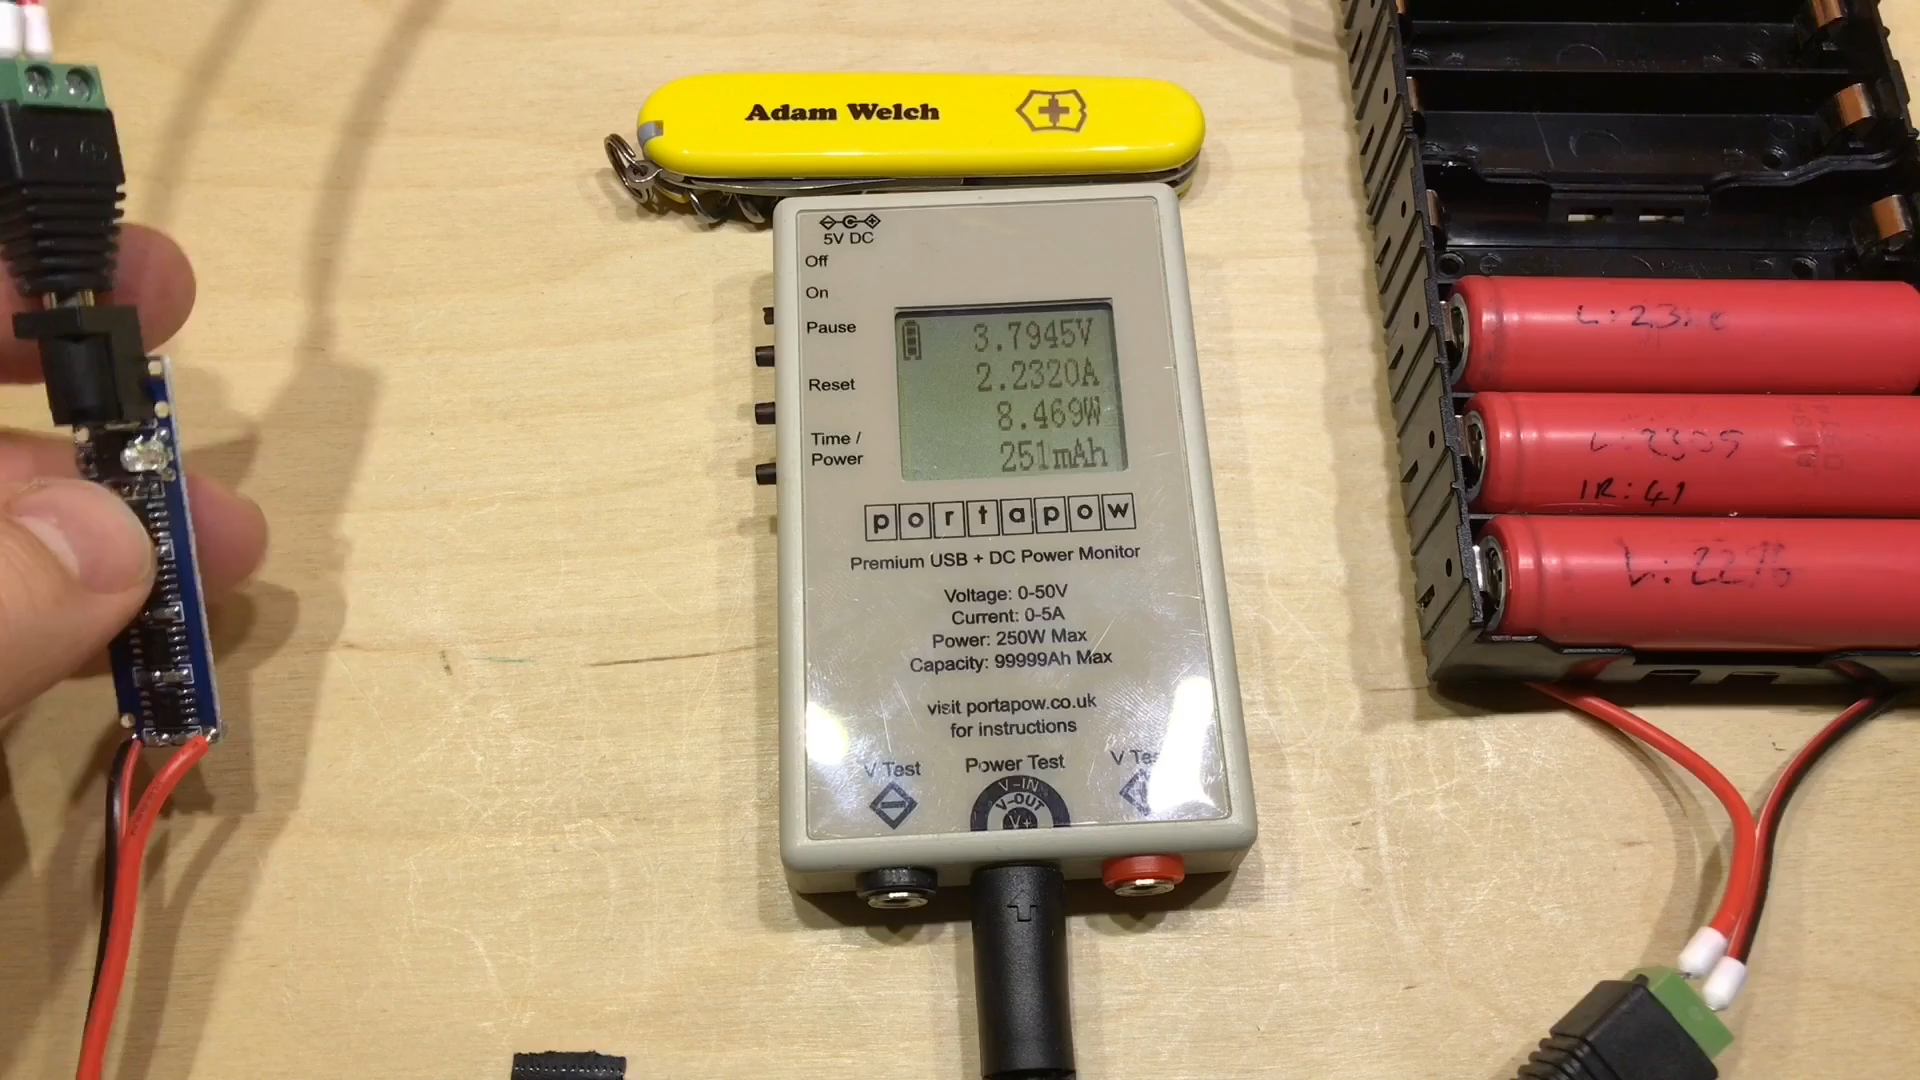 Adam Welch
5V DC
Off
On
Pause
Reset
Time /
Power
3.7945V
2.2320A
8.469W
251mAh
portapow
Premium USB + DC Power Monitor
Voltage: 0-50V
Current: 0-5A
Power: 250W Max
Capacity: 99999Ah Max
visit portapow.co.uk
for instructions
V Test
Power Test
V Test
V-IN
V-OUT
V+
L: 2305
IR: 41